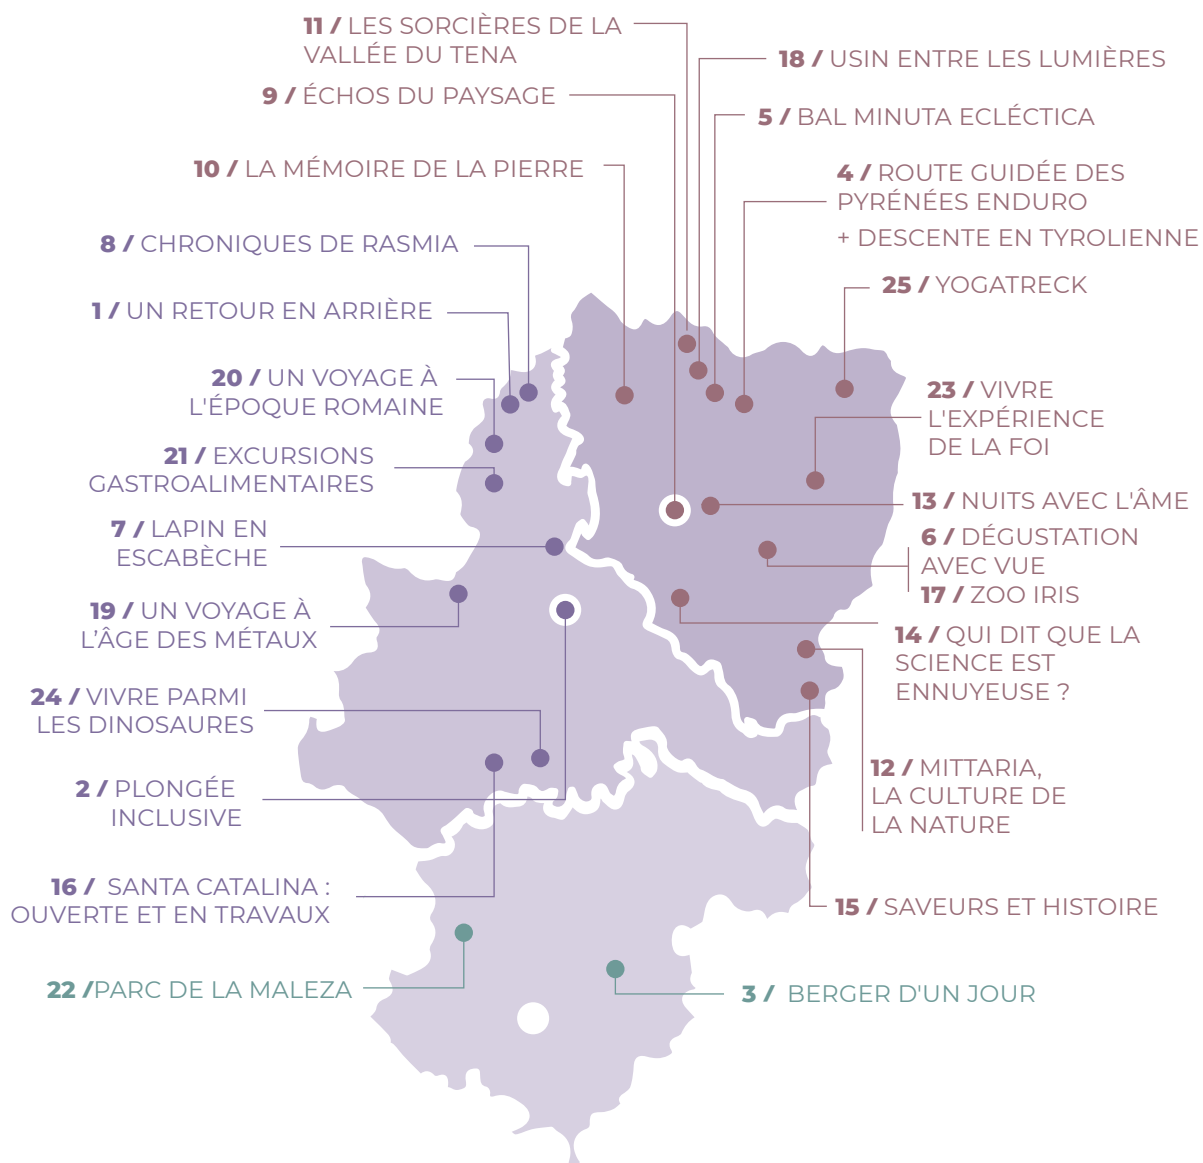 11 / LES SORCIÈRES DE LA
VALLÉE DU TENA
18 / USIN ENTRE LES LUMIÈRES
9 / ÉCHOS DU PAYSAGE
5 / BAL MINUTA ECLÉCTICA
10 / LA MÉMOIRE DE LA PIERRE
4 / ROUTE GUIDÉE DES
PYRÉNÉES ENDURO
+ DESCENTE EN TYROLIENNE
8 / CHRONIQUES DE RASMIA
25 / YOGATRECK
1 / UN RETOUR EN ARRIÈRE
20 / UN VOYAGE À
L'ÉPOQUE ROMAINE
23 / VIVRE
L'EXPÉRIENCE
DE LA FOI
21 / EXCURSIONS
GASTROALIMENTAIRES
13 / NUITS AVEC L'ÂME
7 / LAPIN EN
ESCABÈCHE
6 / DÉGUSTATION
AVEC VUE
17 / ZOO IRIS
19 / UN VOYAGE À
L’ÂGE DES MÉTAUX
14 / QUI DIT QUE LA
SCIENCE EST
ENNUYEUSE ?
24 / VIVRE PARMI
LES DINOSAURES
12 / MITTARIA,
LA CULTURE DE
LA NATURE
2 / PLONGÉE
INCLUSIVE
16 / SANTA CATALINA :
OUVERTE ET EN TRAVAUX
15 / SAVEURS ET HISTOIRE
22 /PARC DE LA MALEZA
3 / BERGER D'UN JOUR